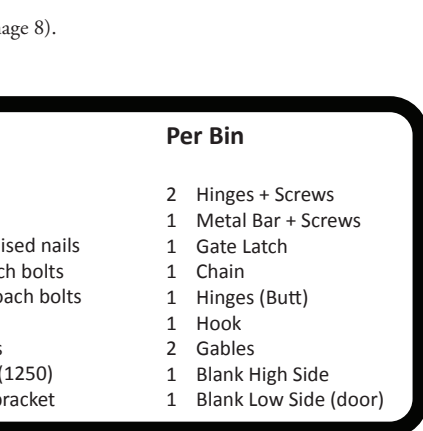 age 8).
Per Bin
2 Hinges + Screws
1 Metal Bar + Screws
ised nails 1 Gate Latch
ch bolts 1 Chain
oach bolts 1 Hinges (Butt)
1 Hook
s 2 Gables
(1250) 1 Blank High Side
bracket 1 Blank Low Side (door)